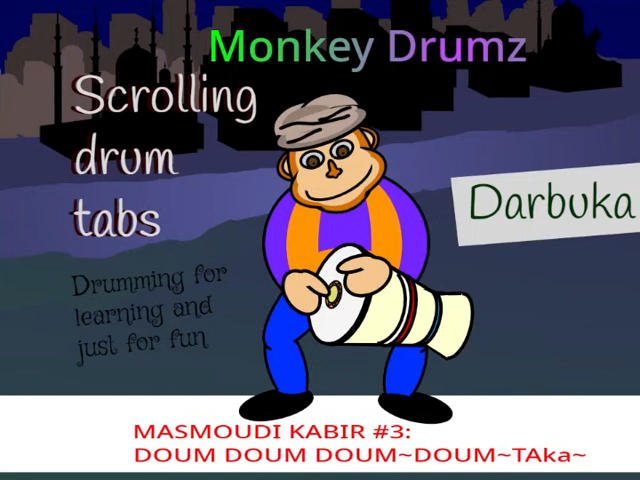 Monkey Drumz
Scrolling
drum
tabs
Darbuka
Drumming for
learning and
just for fun
MASMOUDI KABIR #3:
DOUM DOUM DOUM~DOUM~TAka~